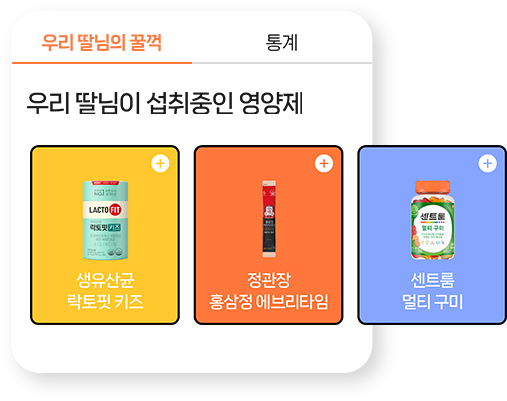 우리 딸님의 꿀꺽
통계
우리 딸님이 섭취중인 영양제
LACTO FIT
락토핏 키즈
생유산균
락토핏 키즈
정관장
홍삼정 에브리타임
센트룸
멀티 구미
센트룸
멀티 구미